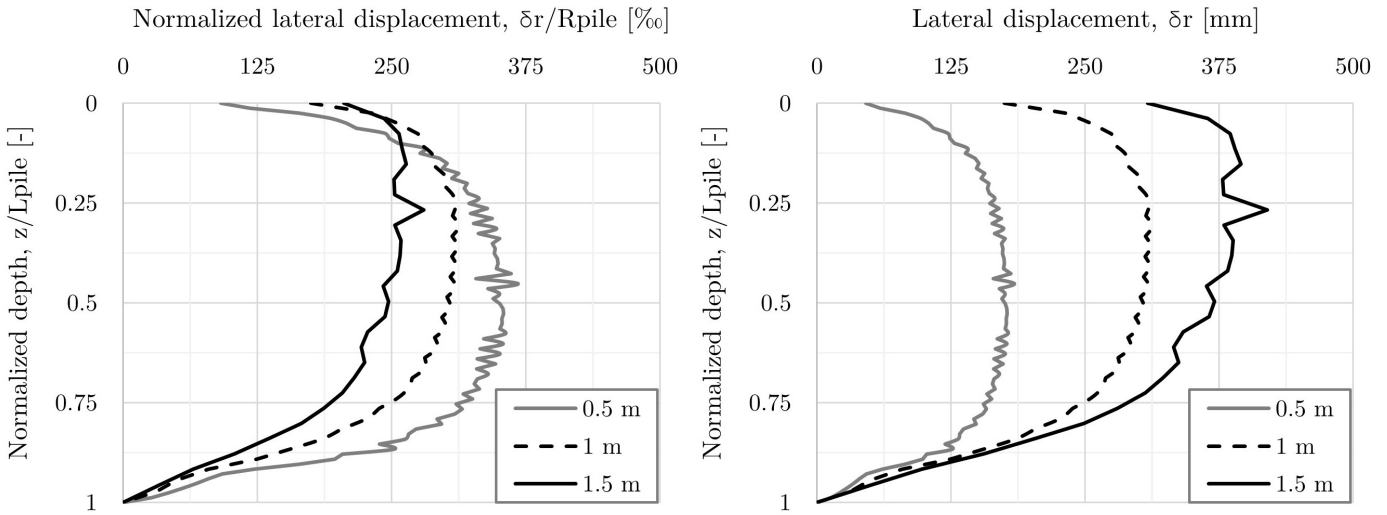 Normalized lateral displacement, δr/Rpile [‰]
0 125 250 375 500
Normalized depth, z/Lpile [-]
0
0.25
0.5
0.75
1
0.5 m
1 m
1.5 m
Lateral displacement, δr [mm]
0 125 250 375 500
Normalized depth, z/Lpile [-]
0
0.25
0.5
0.75
1
0.5 m
1 m
1.5 m